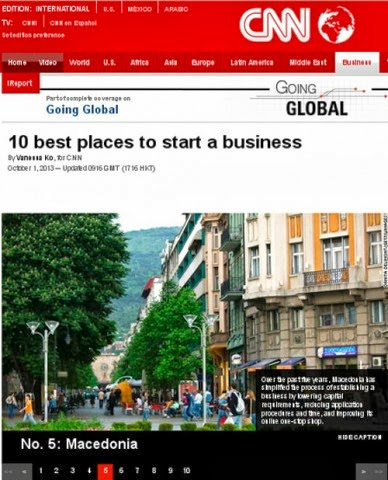 EDITION: INTERNATIONAL U.S. MÉXICO ARABIC
TV: CNNI CNN en Español
Set edition preference
CNN
Home Video World U.S. Africa Asia Europe Latin America Middle East Business
iReport
Part of complete coverage on
Going Global
GOING
GLOBAL
10 best places to start a business
By Vanessa Ko, for CNN
October 1, 2013 -- Updated 0916 GMT (1716 HKT)
Over the past five years, Macedonia has
simplified the process of establishing a
business by lowering capital
requirements, reducing application
procedures and time, and improving its
online one-stop shop.
HIDE CAPTION
No. 5: Macedonia
<< < 1 2 3 4 5 6 7 8 9 10 > >>